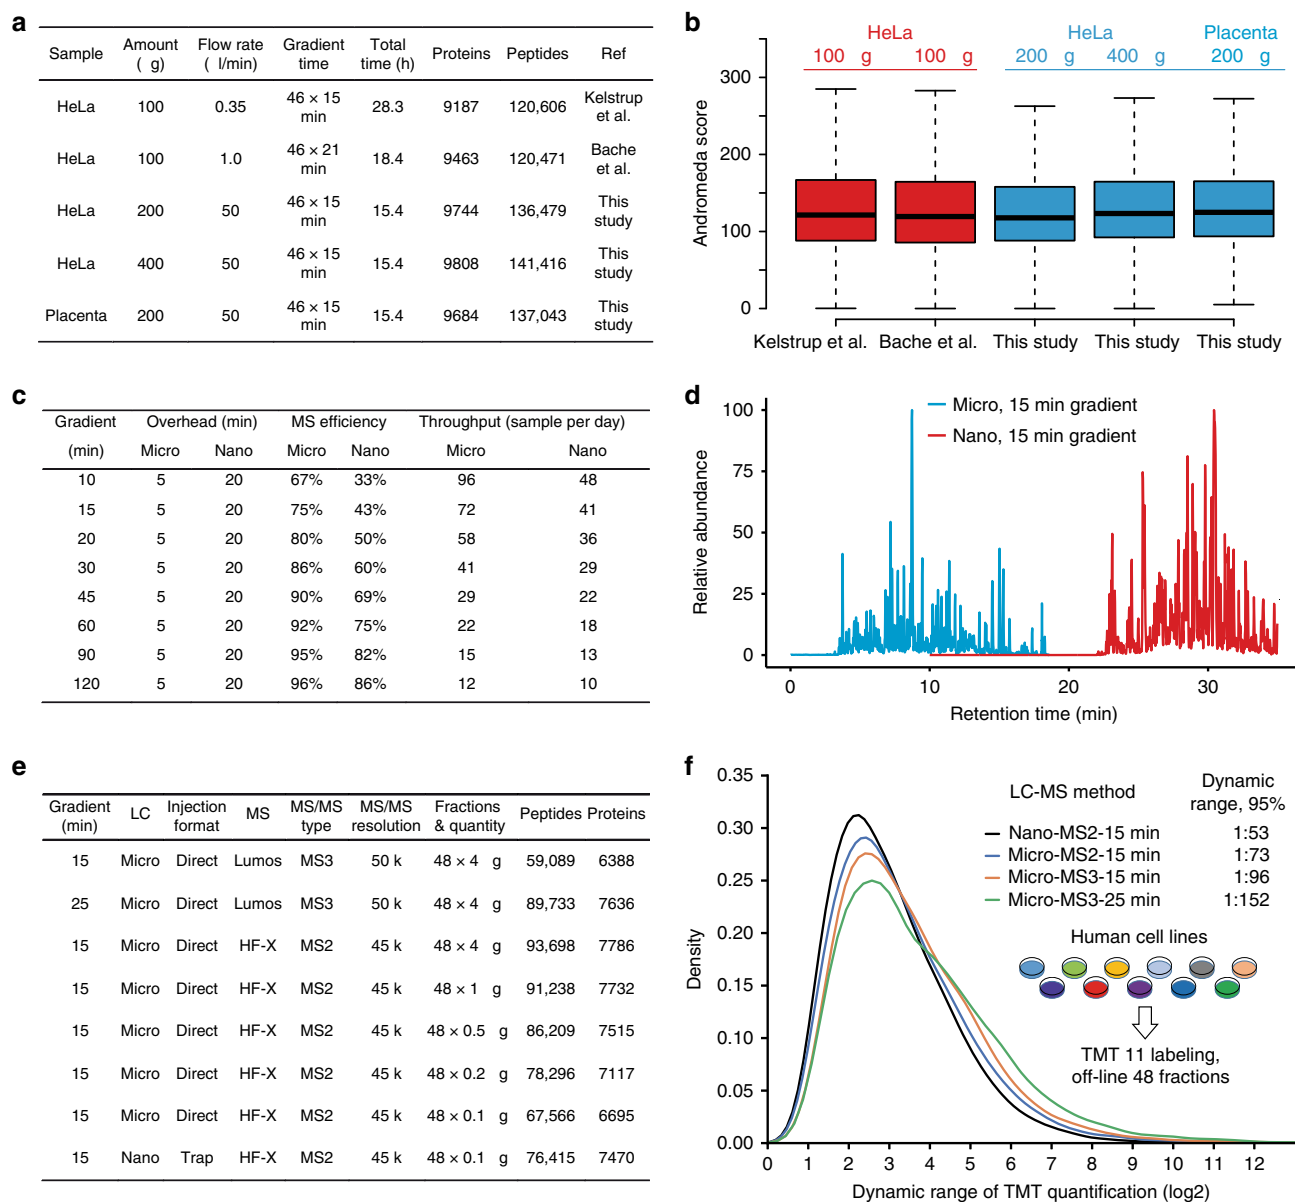 a
Sample Amount ( g) Flow rate ( l/min) Gradient time Total time (h) Proteins Peptides Ref
HeLa 100 0.35 46 × 15 min 28.3 9187 120,606 Kelstrup et al.
HeLa 100 1.0 46 × 21 min 18.4 9463 120,471 Bache et al.
HeLa 200 50 46 × 15 min 15.4 9744 136,479 This study
HeLa 400 50 46 × 15 min 15.4 9808 141,416 This study
Placenta 200 50 46 × 15 min 15.4 9684 137,043 This study
b
HeLa HeLa Placenta
100 g 100 g 200 g 400 g 200 g
Andromeda score
300
200
100
0
Kelstrup et al. Bache et al. This study This study This study
c
Gradient Overhead (min) MS efficiency Throughput (sample per day)
(min) Micro Nano Micro Nano Micro Nano
10 5 20 67% 33% 96 48
15 5 20 75% 43% 72 41
20 5 20 80% 50% 58 36
30 5 20 86% 60% 41 29
45 5 20 90% 69% 29 22
60 5 20 92% 75% 22 18
90 5 20 95% 82% 15 13
120 5 20 96% 86% 12 10
d
Micro, 15 min gradient
Nano, 15 min gradient
Relative abundance
100
75
50
25
0
0 10 20 30
Retention time (min)
e
Gradient (min) LC Injection format MS MS/MS type MS/MS resolution Fractions & quantity Peptides Proteins
15 Micro Direct Lumos MS3 50 k 48 × 4 g 59,089 6388
25 Micro Direct Lumos MS3 50 k 48 × 4 g 89,733 7636
15 Micro Direct HF-X MS2 45 k 48 × 4 g 93,698 7786
15 Micro Direct HF-X MS2 45 k 48 × 1 g 91,238 7732
15 Micro Direct HF-X MS2 45 k 48 × 0.5 g 86,209 7515
15 Micro Direct HF-X MS2 45 k 48 × 0.2 g 78,296 7117
15 Micro Direct HF-X MS2 45 k 48 × 0.1 g 67,566 6695
15 Nano Trap HF-X MS2 45 k 48 × 0.1 g 76,415 7470
f
LC-MS method Dynamic range, 95%
Nano-MS2-15 min 1:53
Micro-MS2-15 min 1:73
Micro-MS3-15 min 1:96
Micro-MS3-25 min 1:152
Human cell lines
TMT 11 labeling,
off-line 48 fractions
Density
0.35
0.30
0.25
0.20
0.15
0.10
0.05
0.00
0 1 2 3 4 5 6 7 8 9 10 11 12
Dynamic range of TMT quantification (log2)